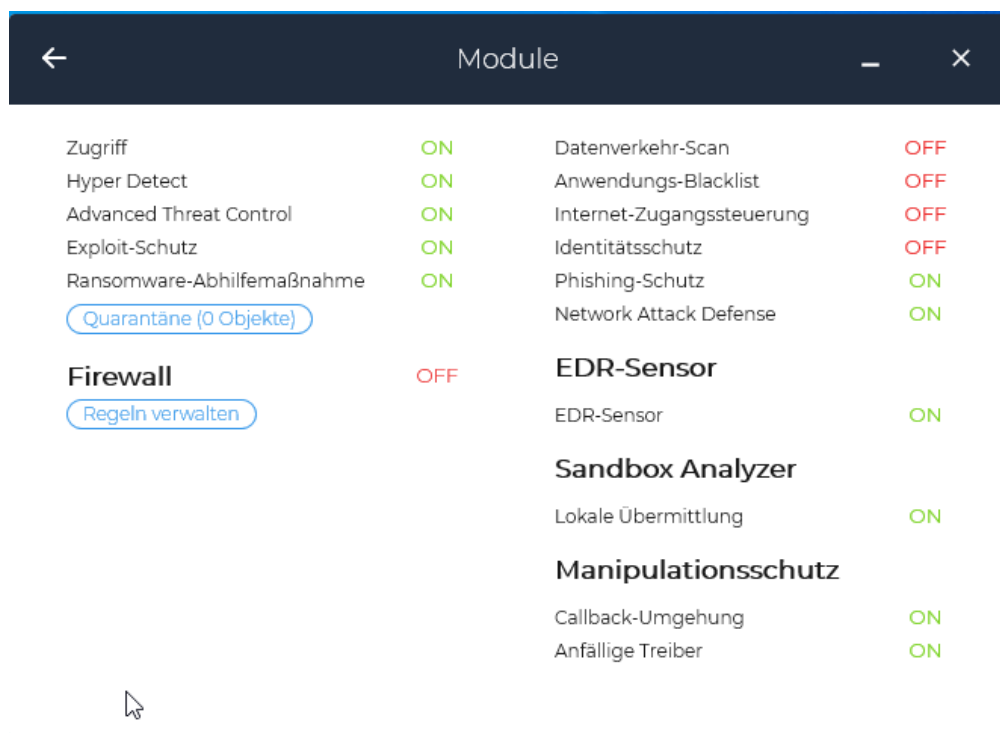 Module
Zugriff ON
Hyper Detect ON
Advanced Threat Control ON
Exploit-Schutz ON
Ransomware-Abhilfemaßnahme ON
Quarantäne (0 Objekte)
Firewall OFF
Regeln verwalten
Datenverkehr-Scan OFF
Anwendungs-Blacklist OFF
Internet-Zugangssteuerung OFF
Identitätsschutz OFF
Phishing-Schutz ON
Network Attack Defense ON
EDR-Sensor
EDR-Sensor ON
Sandbox Analyzer
Lokale Übermittlung ON
Manipulationsschutz
Callback-Umgehung ON
Anfällige Treiber ON